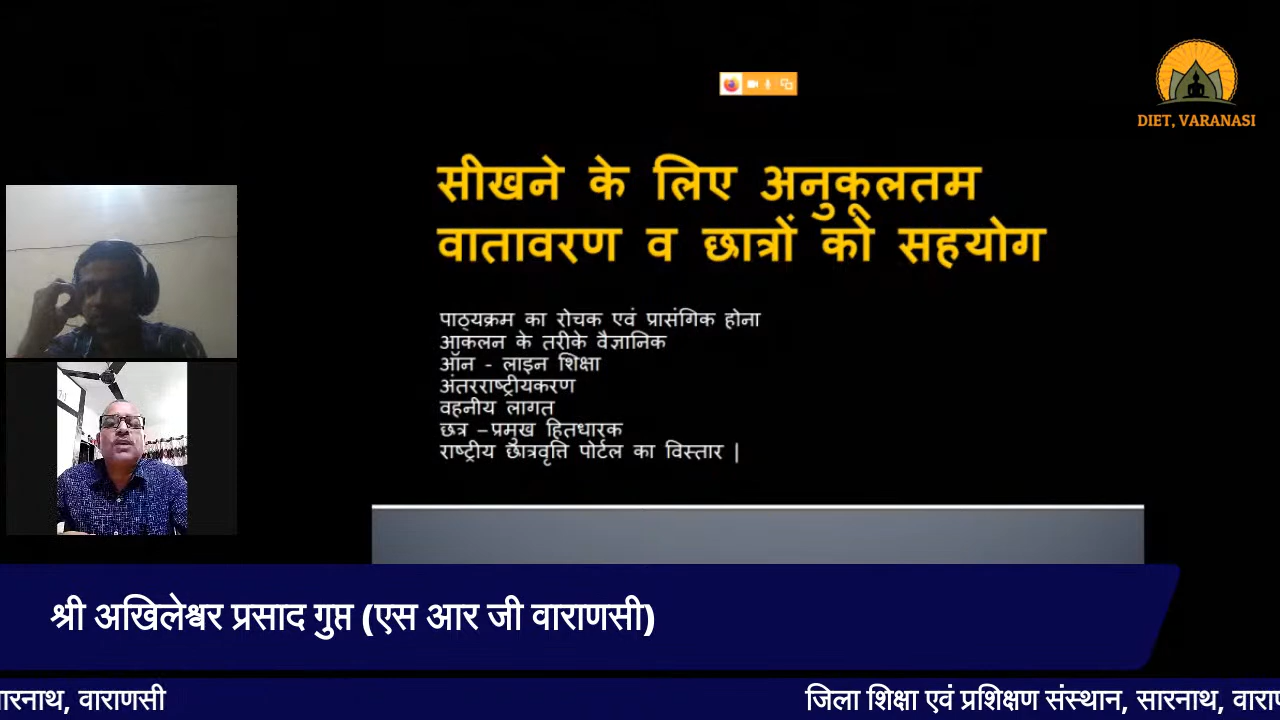 DIET, VARANASI
सीखने के लिए अनुकूलतम
वातावरण व छात्रों को सहयोग
पाठ्यक्रम का रोचक एवं प्रासंगिक होना
आकलन के तरीके वैज्ञानिक
ऑन - लाइन शिक्षा
अंतरराष्ट्रीयकरण
वहनीय लागत
छत्र –प्रमुख हितधारक
राष्ट्रीय छात्रवृत्ति पोर्टल का विस्तार |
श्री अखिलेश्वर प्रसाद गुप्त (एस आर जी वाराणसी)
ारनाथ, वाराणसी
जिला शिक्षा एवं प्रशिक्षण संस्थान, सारनाथ, वारा